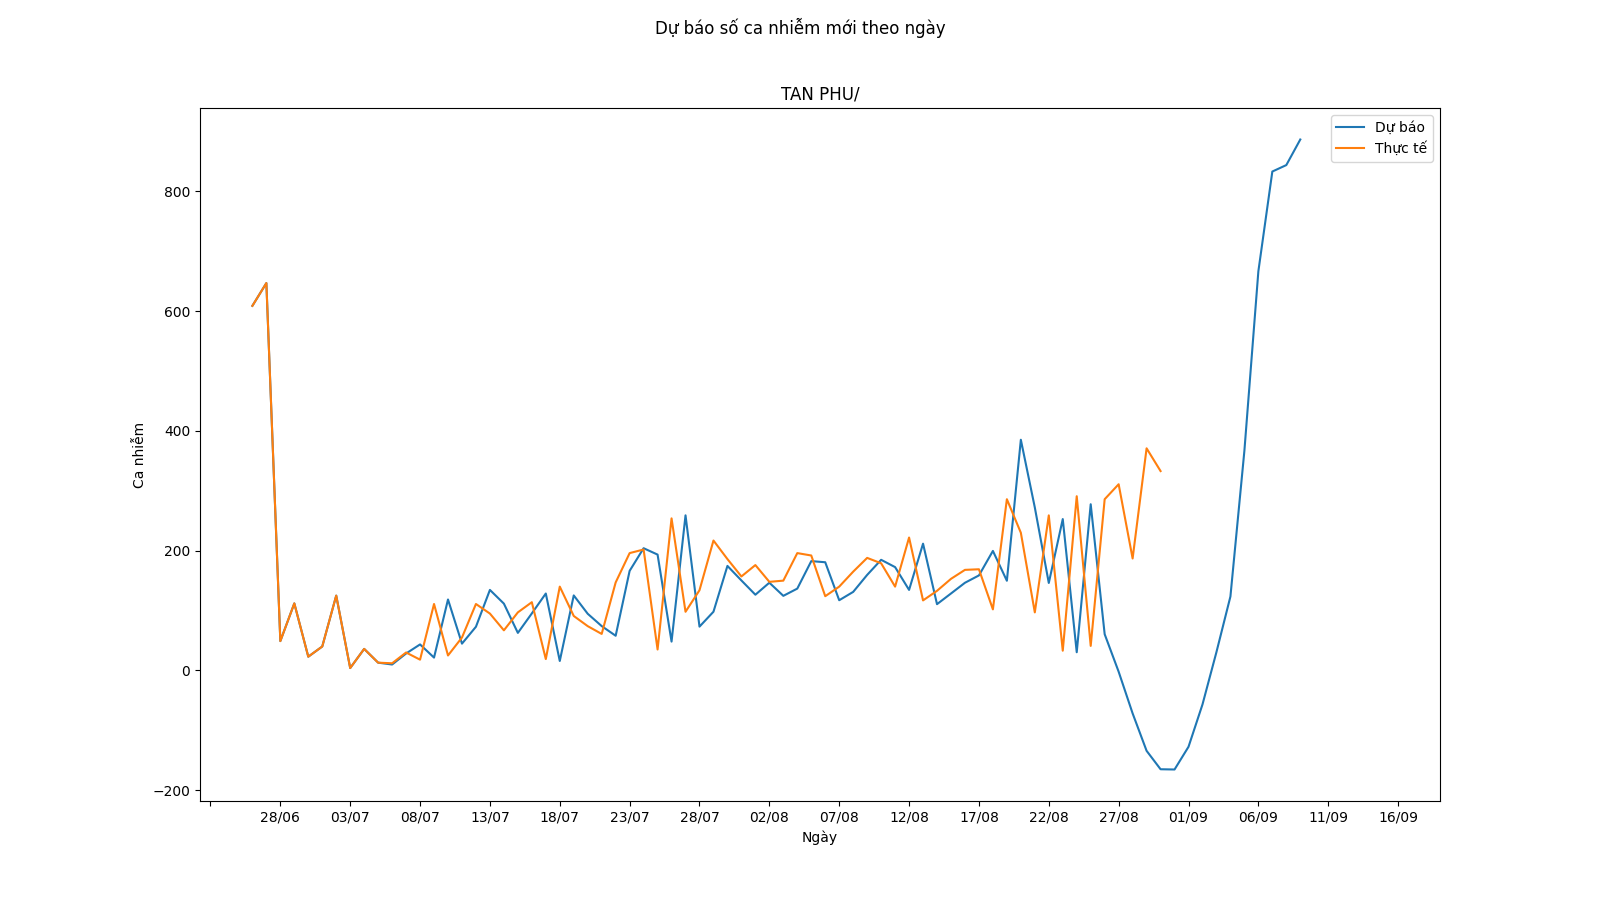 Dự báo số ca nhiễm mới theo ngày
TAN PHU/
Dự báo
Thực tế
800
600
400
200
0
−200
Ca nhiễm
28/06 03/07 08/07 13/07 18/07 23/07 28/07 02/08 07/08 12/08 17/08 22/08 27/08 01/09 06/09 11/09 16/09
Ngày